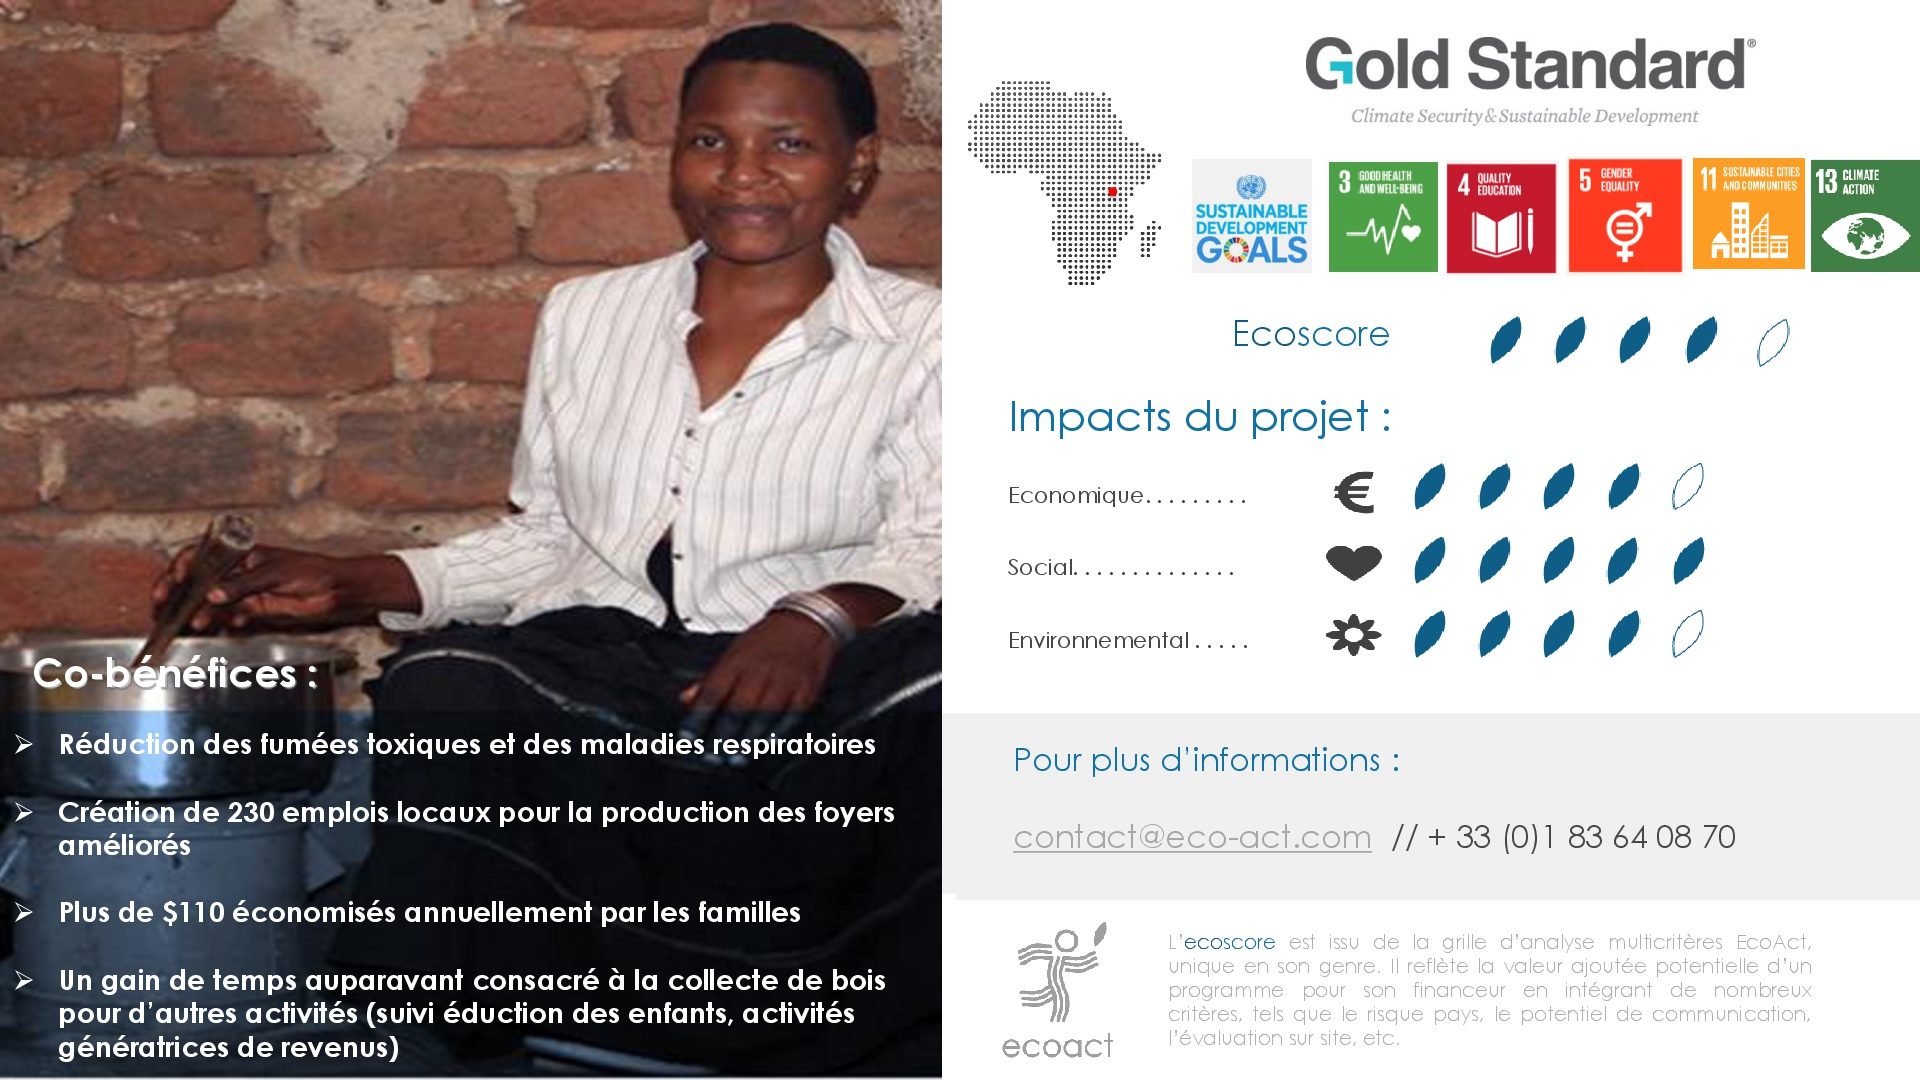 Co-bénéfices :
➢ Réduction des fumées toxiques et des maladies respiratoires
➢ Création de 230 emplois locaux pour la production des foyers
améliorés
➢ Plus de $110 économisés annuellement par les familles
➢ Un gain de temps auparavant consacré à la collecte de bois
pour d’autres activités (suivi éduction des enfants, activités
génératrices de revenus)
Gold Standard®
Climate Security & Sustainable Development
SUSTAINABLE
DEVELOPMENT
GOALS
3 GOOD HEALTH
AND WELL-BEING
4 QUALITY
EDUCATION
5 GENDER
EQUALITY
11 SUSTAINABLE CITIES
AND COMMUNITIES
13 CLIMATE
ACTION
Ecoscore
Impacts du projet :
Economique.........
€
Social..............
Environnemental.....
Pour plus d’informations :
contact@eco-act.com // + 33 (0)1 83 64 08 70
ecoact
L’ecoscore est issu de la grille d’analyse multicritères EcoAct,
unique en son genre. Il reflète la valeur ajoutée potentielle d’un
programme pour son financeur en intégrant de nombreux
critères, tels que le risque pays, le potentiel de communication,
l’évaluation sur site, etc.